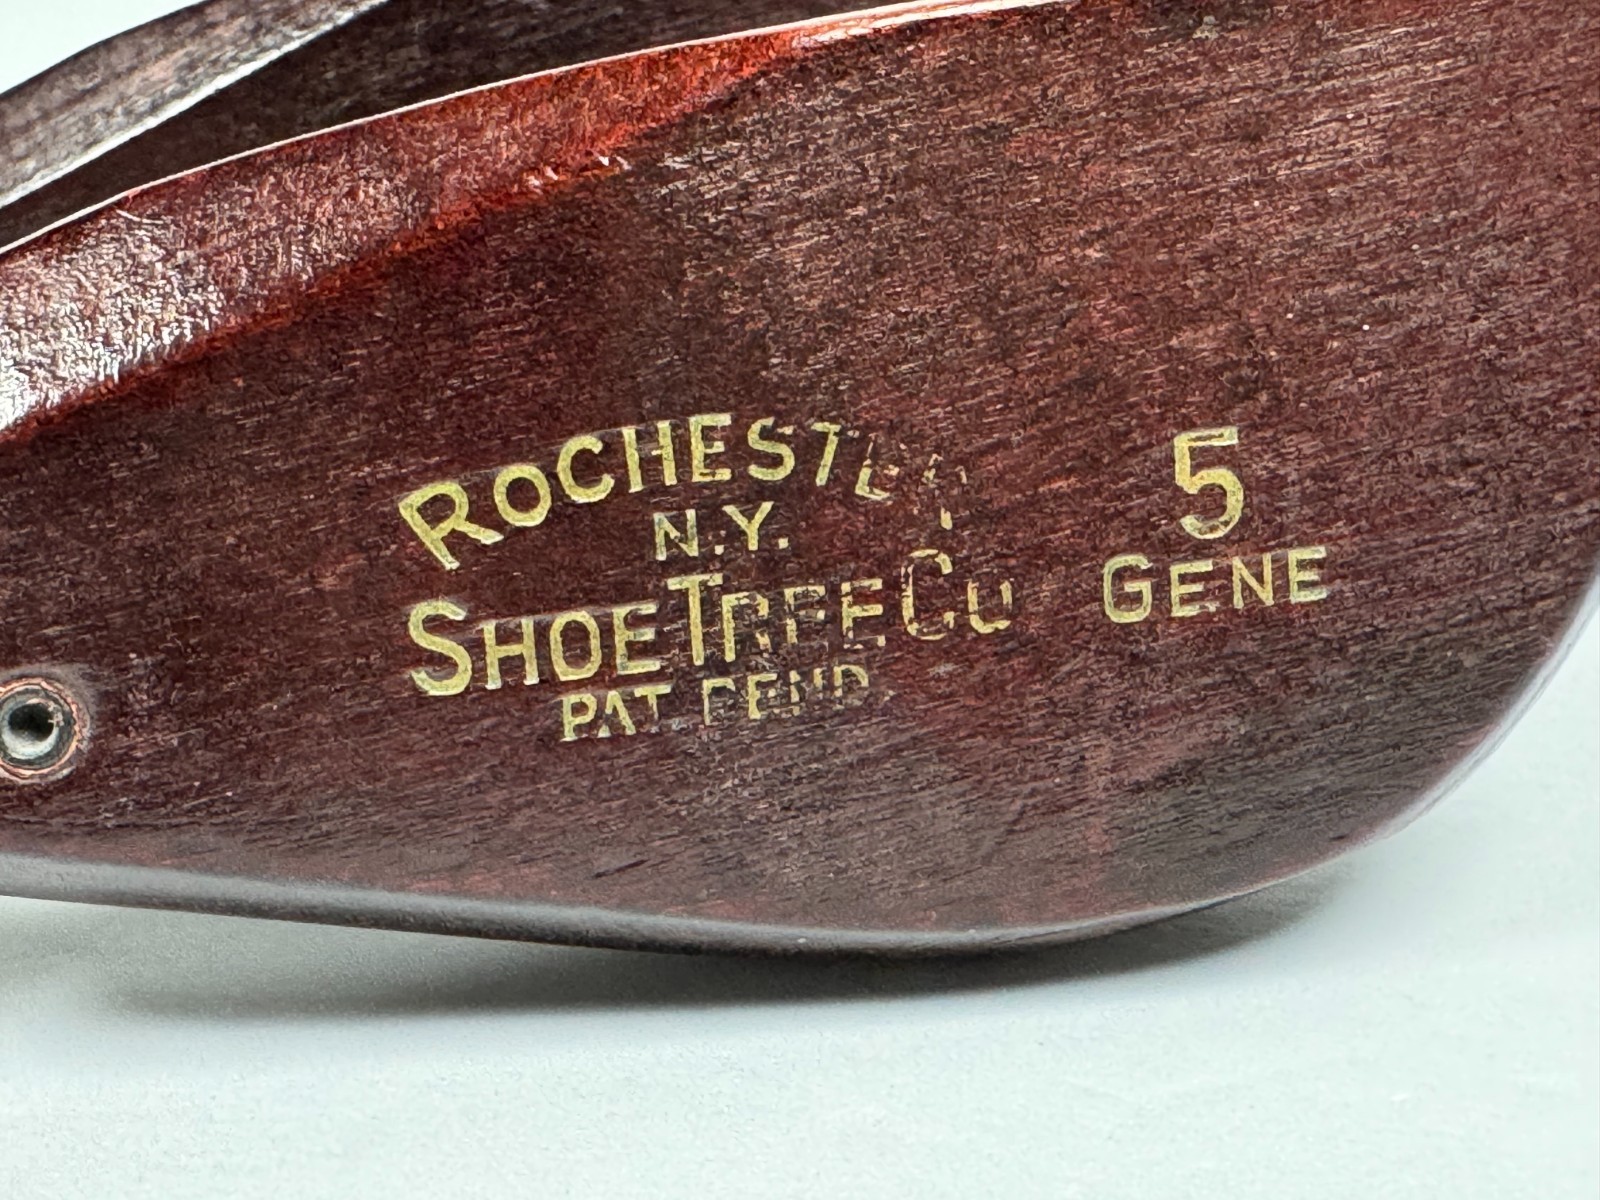 ROCHESTER
N.Y.
SHOE TREE CO
PAT. PEND.
5
GENE